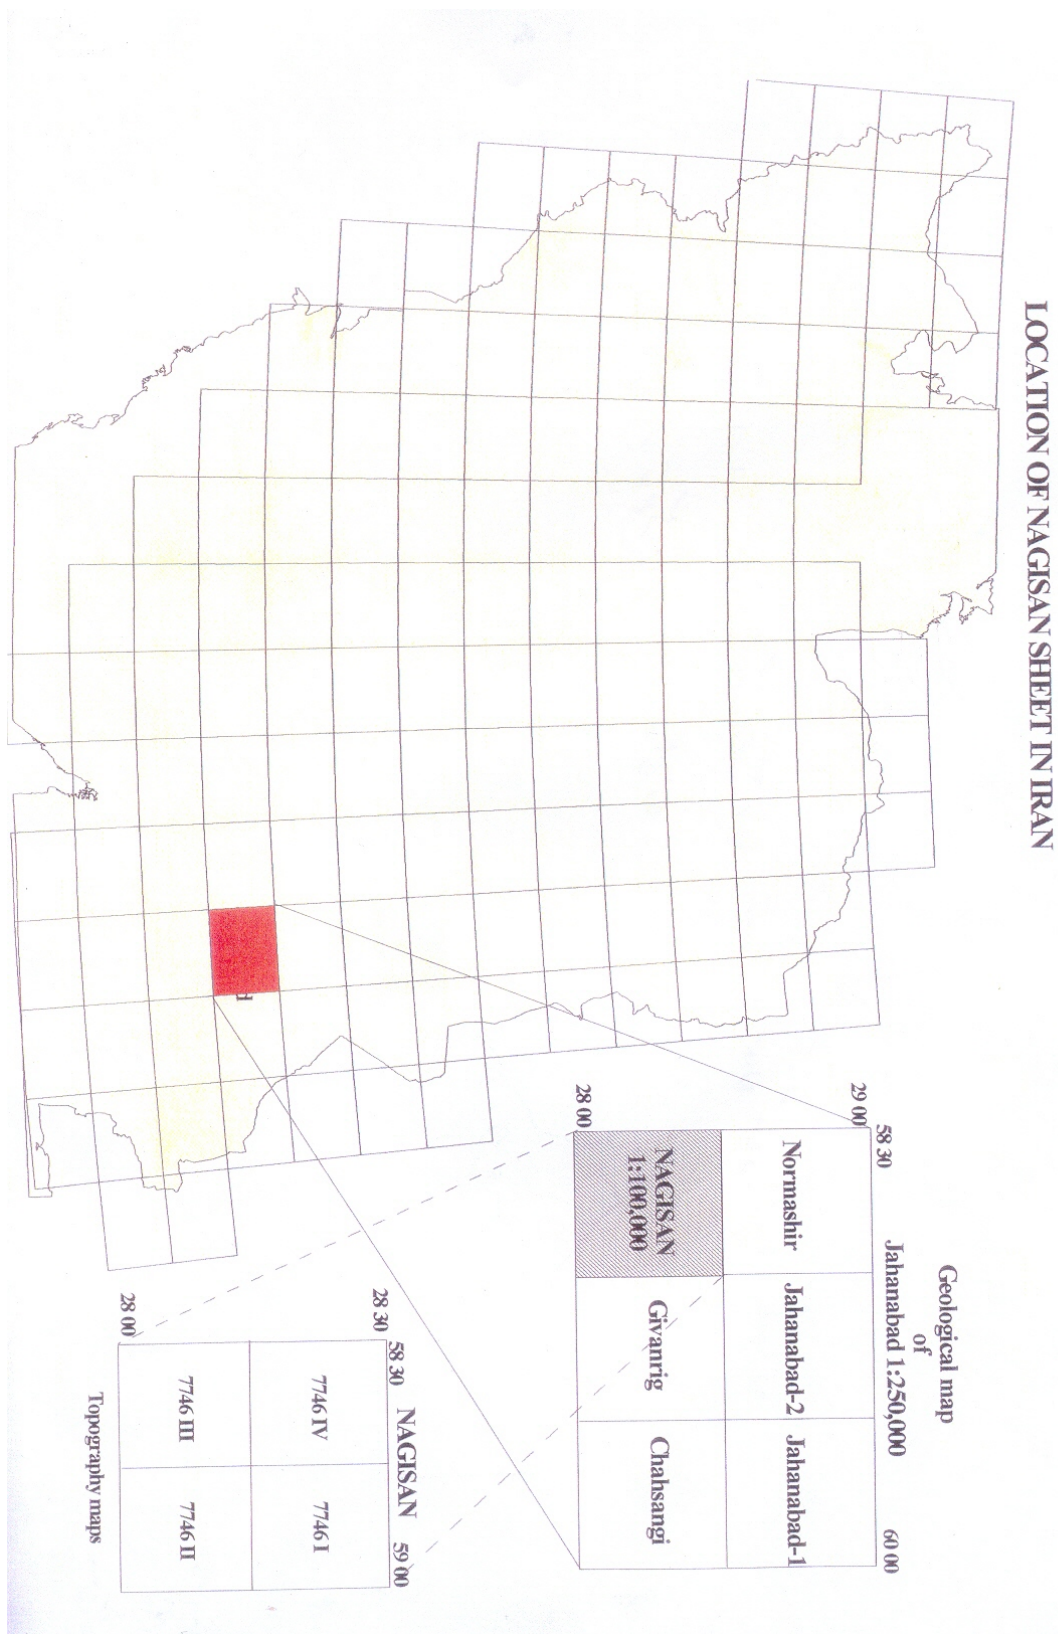 LOCATION OF NAGISAN SHEET IN IRAN
Geological map
of
Jahanabad 1:250,000
58 30
60 00
29 00
Normashir
Jahanabad-2
Jahanabad-1
NAGISAN
1:100,000
Givanrig
Chahsangi
28 00
58 30 NAGISAN 59 00
28 30
7746 IV
7746 I
7746 III
7746 II
28 00
Topography maps